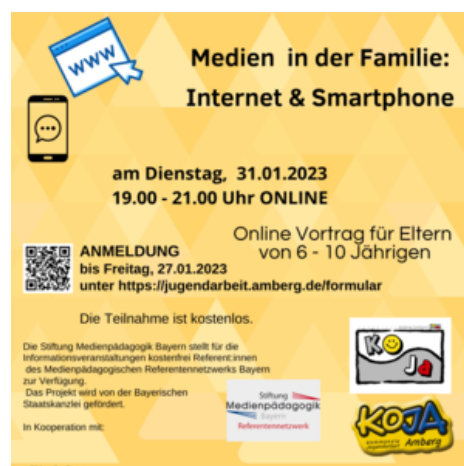 www
Medien in der Familie:
Internet & Smartphone
am Dienstag, 31.01.2023
19.00 - 21.00 Uhr ONLINE
Online Vortrag für Eltern
von 6 - 10 Jährigen
ANMELDUNG
bis Freitag, 27.01.2023
unter https://jugendarbeit.amberg.de/formular
Die Teilnahme ist kostenlos.
Die Stiftung Medienpädagogik Bayern stellt für die
Informationsveranstaltungen kostenfrei Referent:innen
des Medienpädagogischen Referentennetzwerks Bayern
zur Verfügung.
Das Projekt wird von der Bayerischen
Staatskanzlei gefördert.
In Kooperation mit:
Stiftung
Medienpädagogik
Bayern
Referentennetzwerk
KO
Jd
KOJA
kommunale
Jugendarbeit Amberg